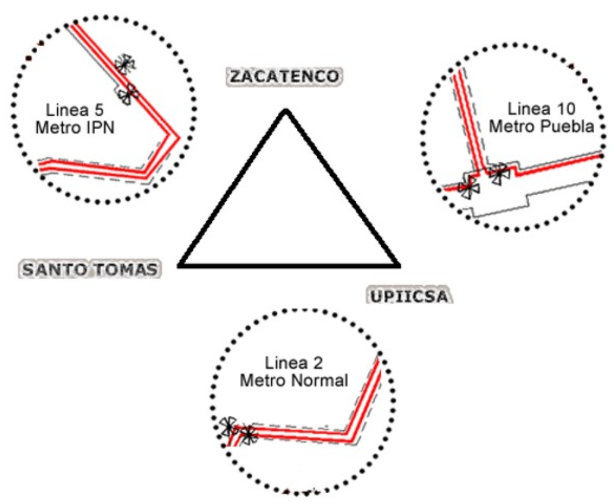 ZACATENCO
Linea 5
Metro IPN
Linea 10
Metro Puebla
SANTO TOMAS
UPIICSA
Linea 2
Metro Normal